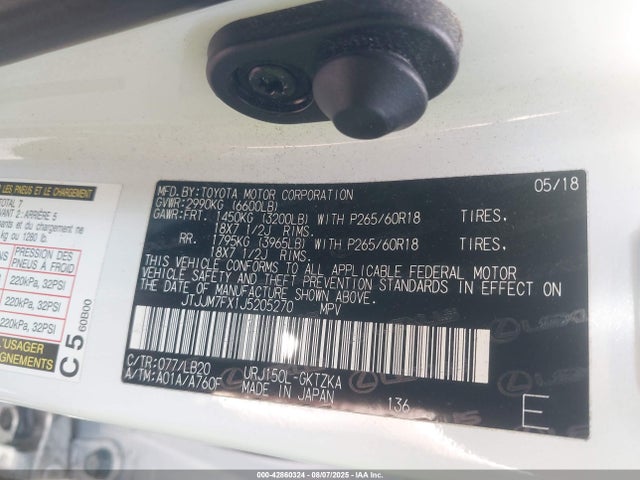 LES PNEUS ET LE CHARGEMENT
TOTAL 7
AVANT 2: ARRIÈRE 5
kg ou 1280 lb.
PRESSION DES
PNEUS À FROID
220kPa, 32PSI
220kPa, 32PSI
220kPa, 32PSI
L'USAGER
C 5 60B00
MFD.BY:TOYOTA MOTOR CORPORATION 05/18
GVWR:2990KG (6600LB)
GAWR:FRT. 1450KG (3200LB) WITH P265/60R18 TIRES.
18X7 1/2J RIMS.
RR. 1795KG (3965LB) WITH P265/60R18 TIRES.
18X7 1/2J RIMS.
THIS VEHICLE CONFORMS TO ALL APPLICABLE FEDERAL MOTOR
VEHICLE SAFETY AND THEFT PREVENTION STANDARDS IN EFFECT ON
THE DATE OF MANUFACTURE SHOWN ABOVE.
JTJJM7FX1J5205270 MPV
C/TR:077/LB20 URJ150L-GKTZKA
A/TM:A01A/A760F MADE IN JAPAN 136
E
000-42860324 - 08/07/2025 - IAAI.COM